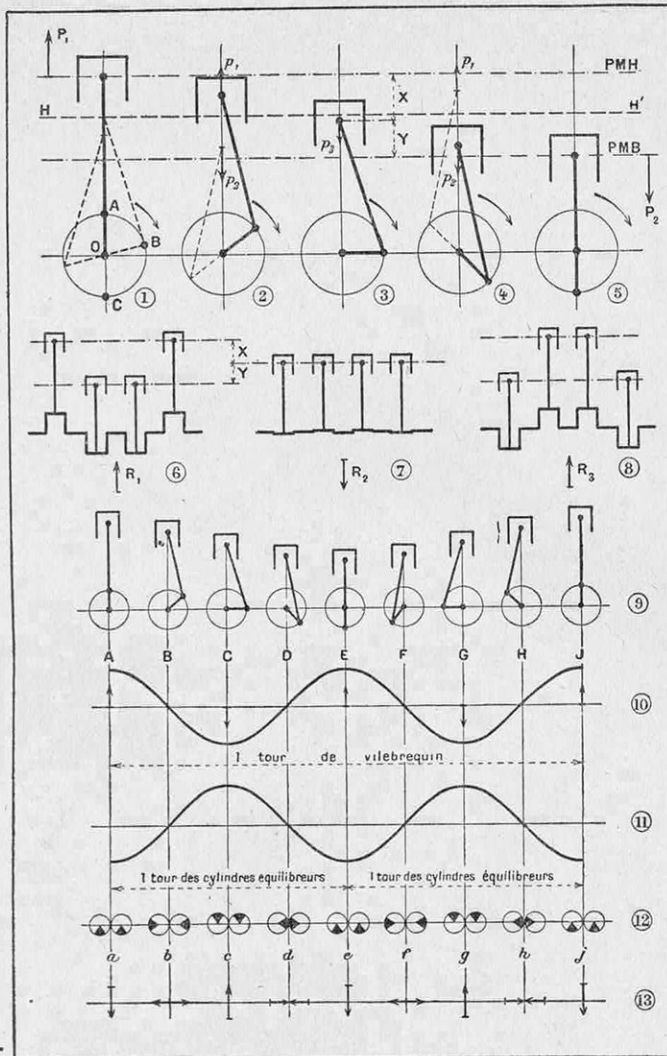 P₁ p₁ p₁ PMH
H X H'
p₃ Y
p₂ p₂ PMB
A P₂
O B
C ① ② ③ ④ ⑤
X
Y
R₁ ⑥ R₂ ⑦ R₃ ⑧
⑨
A B C D E F G H J
⑩
1 tour de vilebrequin
⑪
1 tour des cylindres équilibreurs 1 tour des cylindres équilibreurs
⑫
a b c d e f g h j
⑬